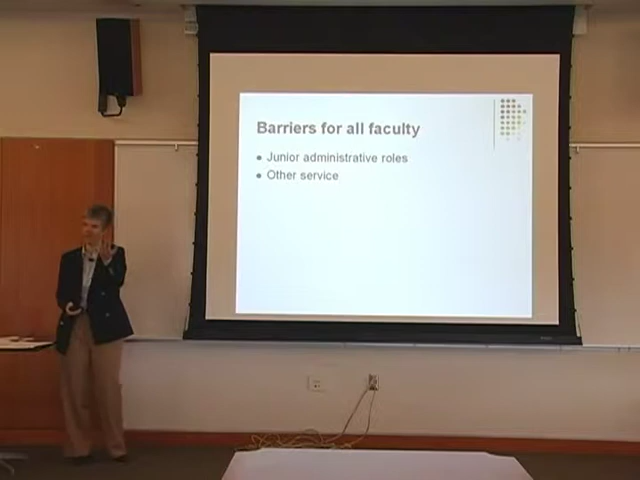 Barriers for all faculty
● Junior administrative roles
● Other service